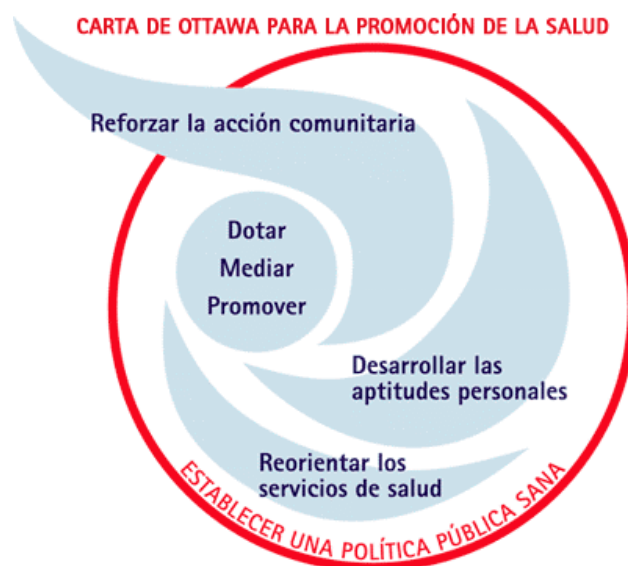 CARTA DE OTTAWA PARA LA PROMOCIÓN DE LA SALUD
Reforzar la acción comunitaria
Dotar
Mediar
Promover
Desarrollar las
aptitudes personales
Reorientar los
servicios de salud
ESTABLECER UNA POLÍTICA PÚBLICA SANA